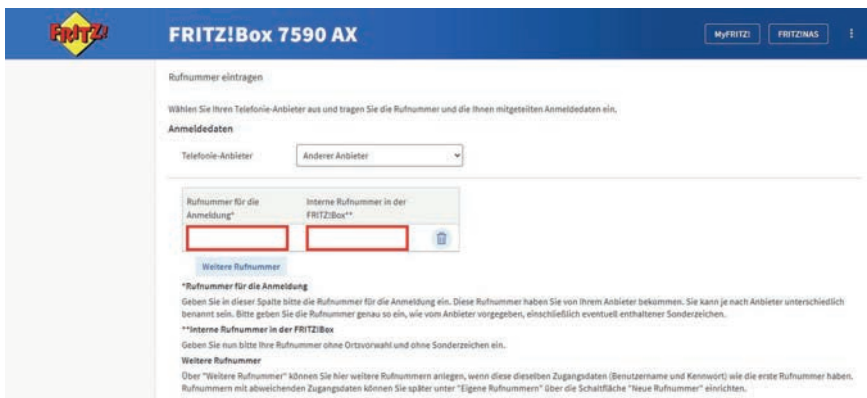 FRITZ!
FRITZ!Box 7590 AX
MyFRITZ!
FRITZ!NAS
Rufnummer eintragen
Wählen Sie Ihren Telefonie-Anbieter aus und tragen Sie die Rufnummer und die Ihnen mitgeteilten Anmeldedaten ein.
Anmeldedaten
Telefonie-Anbieter
Anderer Anbieter
Rufnummer für die
Anmeldung*
Interne Rufnummer in der
FRITZ!Box**
Weitere Rufnummer
*Rufnummer für die Anmeldung
Geben Sie in dieser Spalte bitte die Rufnummer für die Anmeldung ein. Diese Rufnummer haben Sie von Ihrem Anbieter bekommen. Sie kann je nach Anbieter unterschiedlich
benannt sein. Bitte geben Sie die Rufnummer genau so ein, wie vom Anbieter vorgegeben, einschließlich eventuell enthaltener Sonderzeichen.
**Interne Rufnummer in der FRITZ!Box
Geben Sie nun bitte Ihre Rufnummer ohne Ortsvorwahl und ohne Sonderzeichen ein.
Weitere Rufnummer
Über "Weitere Rufnummer" können Sie hier weitere Rufnummern anlegen, wenn diese dieselben Zugangsdaten (Benutzername und Kennwort) wie die erste Rufnummer haben.
Rufnummern mit abweichenden Zugangsdaten können Sie später unter "Eigene Rufnummern" über die Schaltfläche "Neue Rufnummer" einrichten.